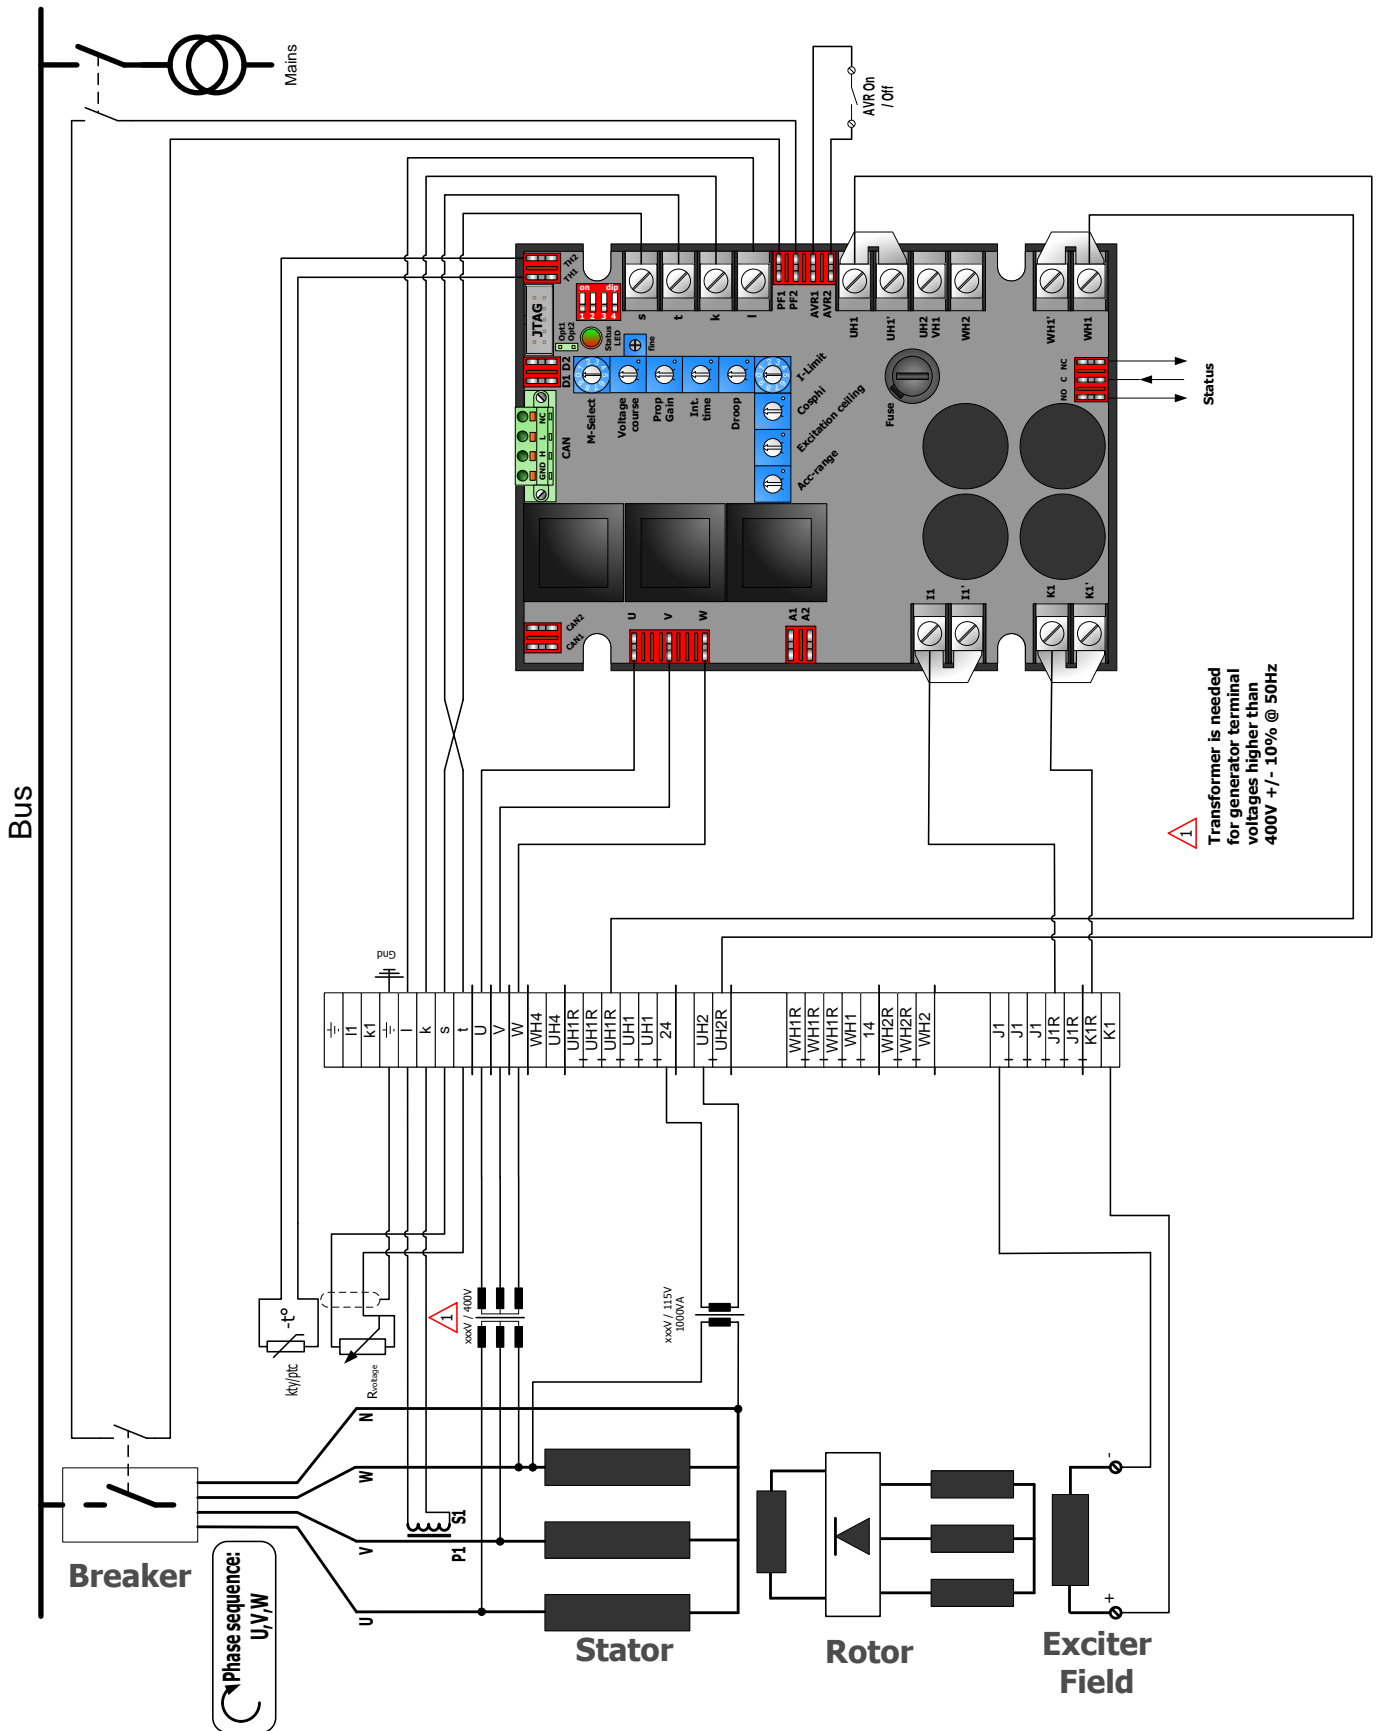 Bus
Mains
AVR On
/ Off
TH2
TH1
JTAG
on
dip
1
2
3
4
Opt1
Opt2
Status
LED
fine
s
t
k
l
PF1
PF2
AVR1
AVR2
UH1
UH1'
UH2
VH1
WH2
WH1'
WH1
D1
D2
GND
H
L
NC
CAN
M-Select
Voltage
course
Prop
Gain
Int.
time
Droop
I-Limit
Cosphi
Excitation ceiling
Acc-range
Fuse
NO
C
NC
Status
CAN2
CAN1
U
V
W
A1
A2
I1
I1'
K1
K1'
1
Transformer is needed
for generator terminal
voltages higher than
400V +/- 10% @ 50Hz
Gnd
l1
k1
l
k
s
t
U
V
W
WH4
UH4
UH1R
UH1R
UH1R
UH1
UH1
24
UH2
UH2R
WH1R
WH1R
WH1R
WH1
14
WH2R
WH2R
WH2
J1
J1
J1
J1R
J1R
K1R
K1
-t°
kty/ptc
Rvoltage
1
xxxV / 400V
xxxV / 115V
1000VA
N
W
V
U
S1
P1
Breaker
Phase sequence:
U,V,W
Stator
Rotor
-
+
Exciter
Field